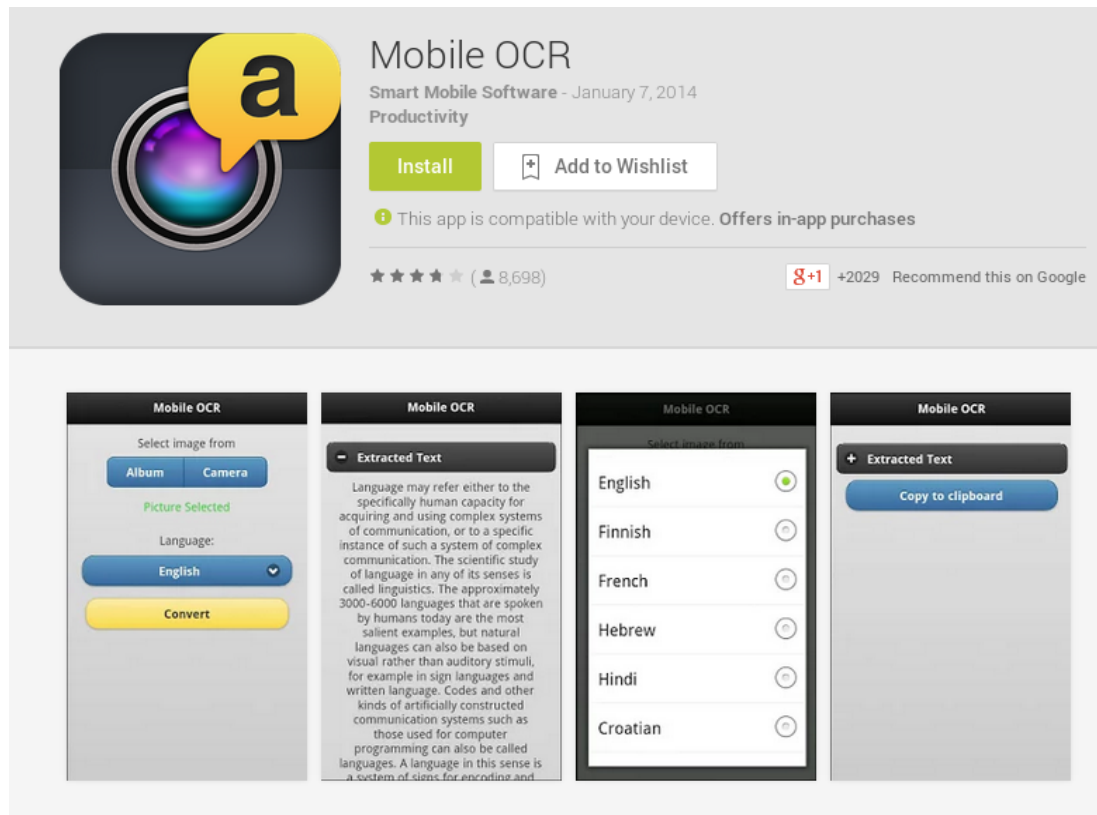 a
Mobile OCR
Smart Mobile Software - January 7, 2014
Productivity
Install
Add to Wishlist
This app is compatible with your device. Offers in-app purchases
(8,698)
g+1 +2029 Recommend this on Google
Mobile OCR
Select image from
Album Camera
Picture Selected
Language:
English
Convert
Mobile OCR
Extracted Text
Language may refer either to the
specifically human capacity for
acquiring and using complex systems
of communication, or to a specific
instance of such a system of complex
communication. The scientific study
of language in any of its senses is
called linguistics. The approximately
3000-6000 languages that are spoken
by humans today are the most
salient examples, but natural
languages can also be based on
visual rather than auditory stimuli,
for example in sign languages and
written language. Codes and other
kinds of artificially constructed
communication systems such as
those used for computer
programming can also be called
languages. A language in this sense is
a system of signs for encoding and
Mobile OCR
Select image from
English
Finnish
French
Hebrew
Hindi
Croatian
Mobile OCR
Extracted Text
Copy to clipboard